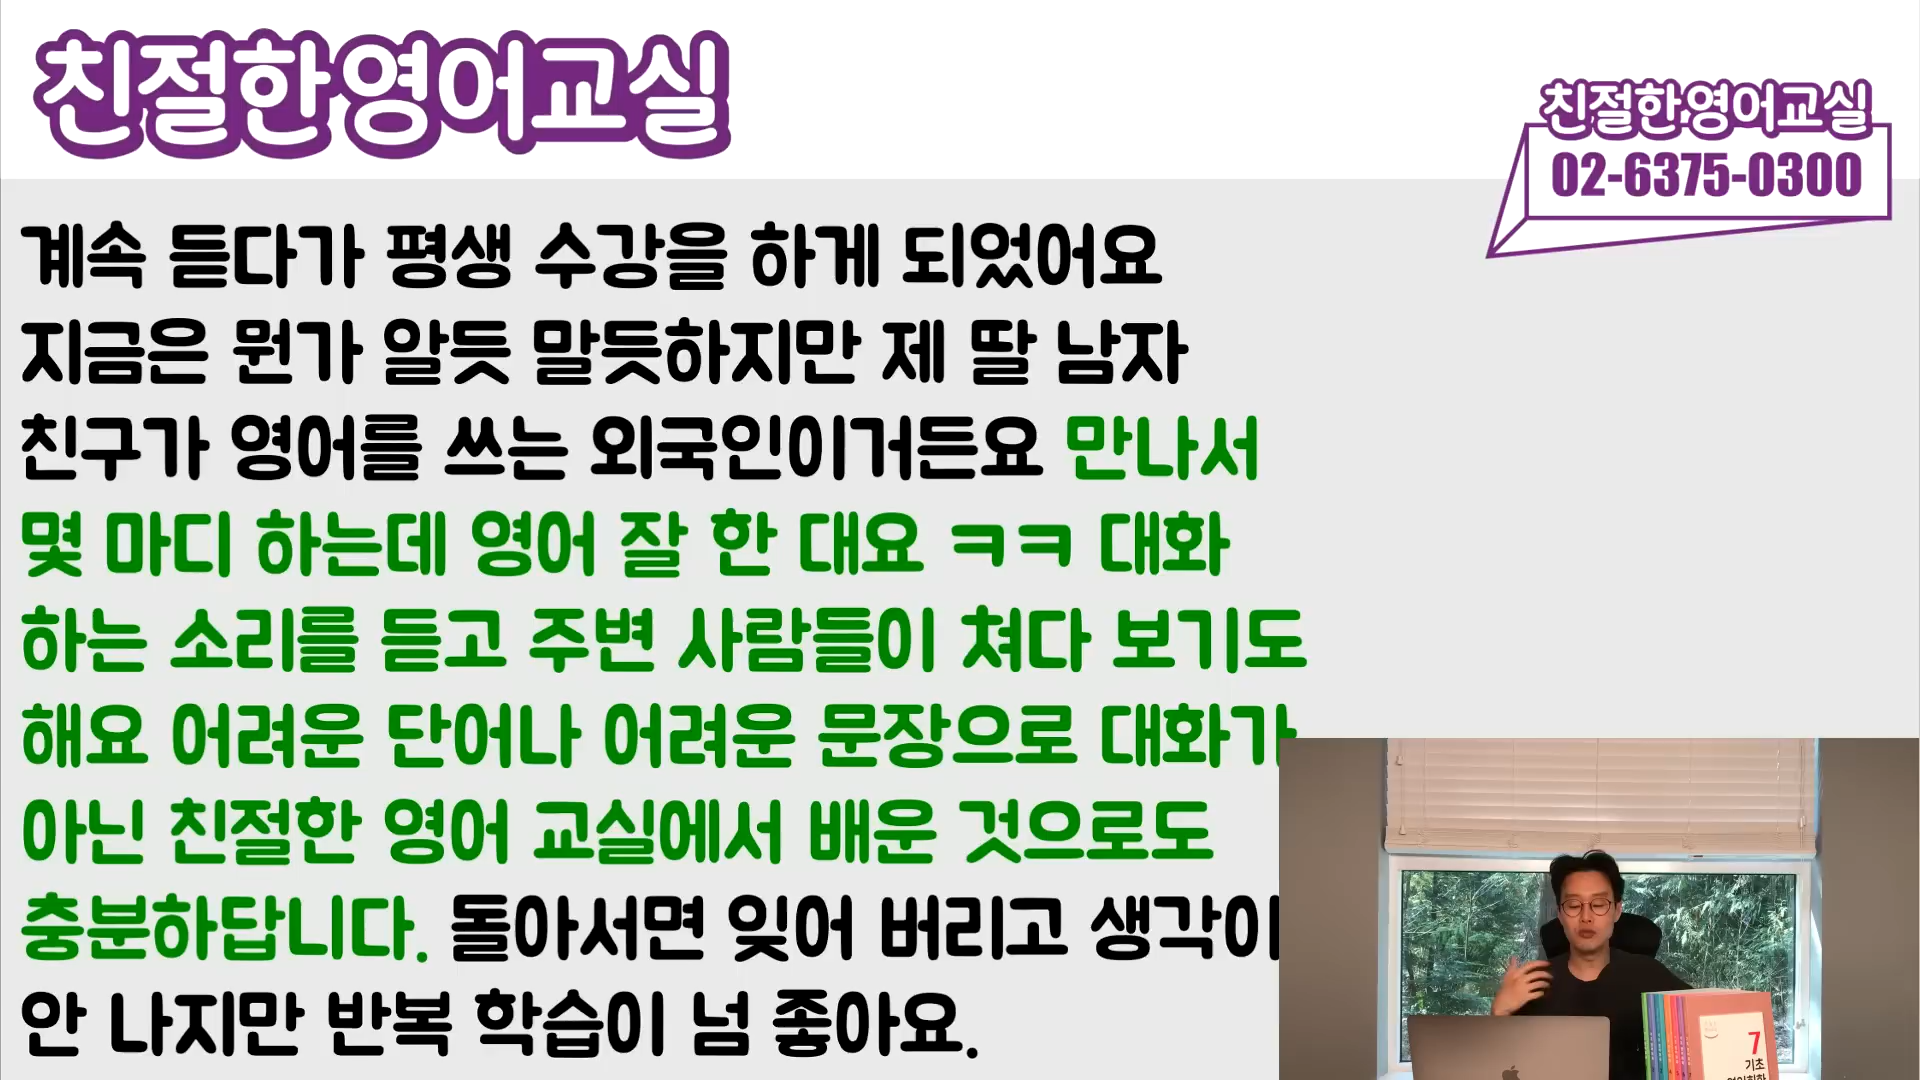 친절한영어교실
친절한영어교실
02-6375-0300
계속 듣다가 평생 수강을 하게 되었어요
지금은 뭔가 알듯 말듯하지만 제 딸 남자
친구가 영어를 쓰는 외국인이거든요 만나서
몇 마디 하는데 영어 잘 한 대요 ㅋㅋ 대화
하는 소리를 듣고 주변 사람들이 쳐다 보기도
해요 어려운 단어나 어려운 문장으로 대화가
아닌 친절한 영어 교실에서 배운 것으로도
충분하답니다. 돌아서면 잊어 버리고 생각이
안 나지만 반복 학습이 넘 좋아요.
7
기초